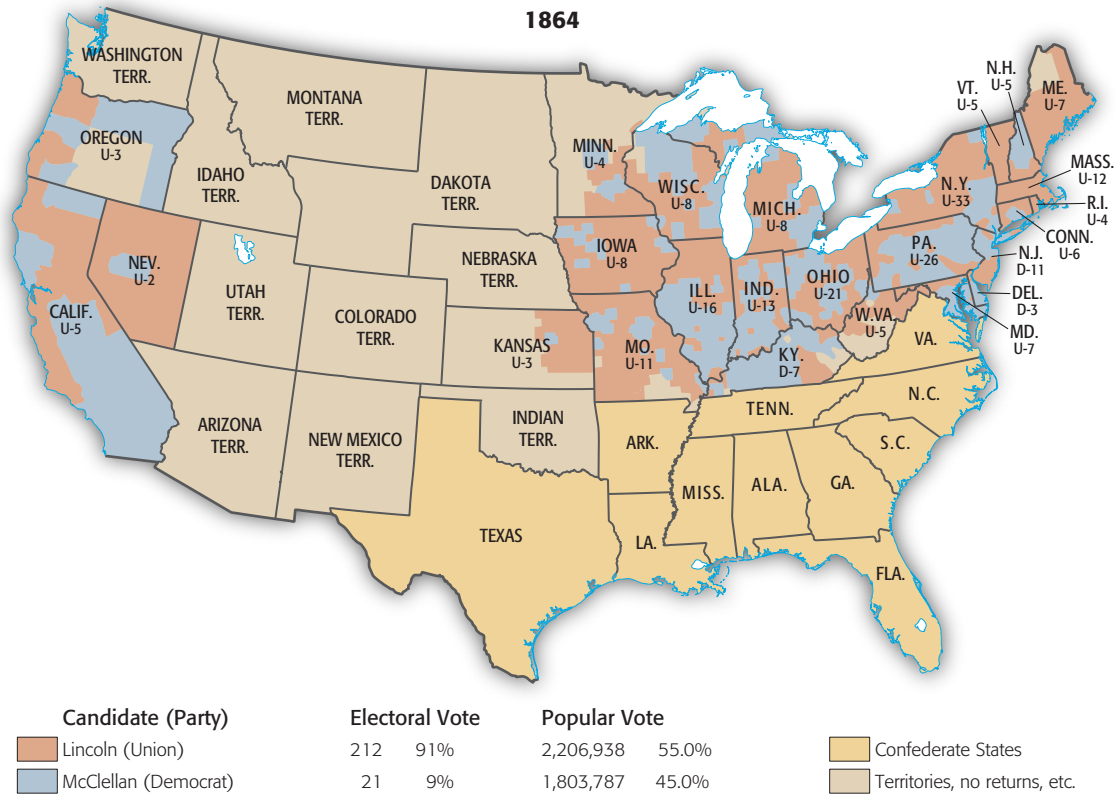 1864
WASHINGTON
TERR.
MONTANA
TERR.
OREGON
U-3
IDAHO
TERR.
DAKOTA
TERR.
MINN.
U-4
WISC.
U-8
MICH.
U-8
VT.
U-5
N.H.
U-5
ME.
U-7
MASS.
U-12
N.Y.
U-33
R.I.
U-4
CONN.
U-6
NEV.
U-2
UTAH
TERR.
NEBRASKA
TERR.
IOWA
U-8
PA.
U-26
N.J.
D-11
CALIF.
U-5
COLORADO
TERR.
KANSAS
U-3
MO.
U-11
ILL.
U-16
IND.
U-13
OHIO
U-21
W.VA.
U-5
DEL.
D-3
MD.
U-7
KY.
D-7
VA.
ARIZONA
TERR.
NEW MEXICO
TERR.
INDIAN
TERR.
ARK.
TENN.
N.C.
S.C.
TEXAS
LA.
MISS.
ALA.
GA.
FLA.
Candidate (Party) Electoral Vote Popular Vote
Lincoln (Union) 212 91% 2,206,938 55.0% Confederate States
McClellan (Democrat) 21 9% 1,803,787 45.0% Territories, no returns, etc.